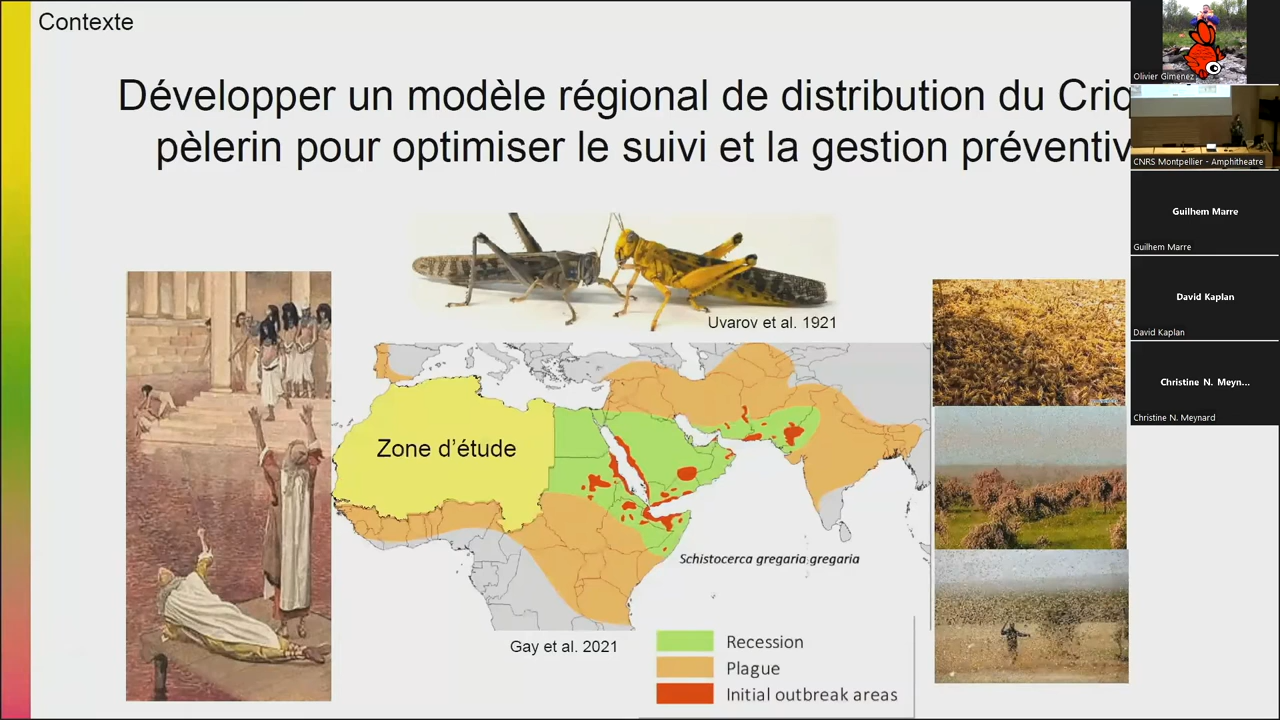 Contexte
Développer un modèle régional de distribution du Cric
pèlerin pour optimiser le suivi et la gestion préventiv
Uvarov et al. 1921
Zone d'étude
Schistocerca gregaria gregaria
Gay et al. 2021
Recession
Plague
Initial outbreak areas
Olivier Gimenez
CNRS Montpellier - Amphitheatre
Guilhem Marre
Guilhem Marre
David Kaplan
David Kaplan
Christine N. Meyn...
Christine N. Meynard